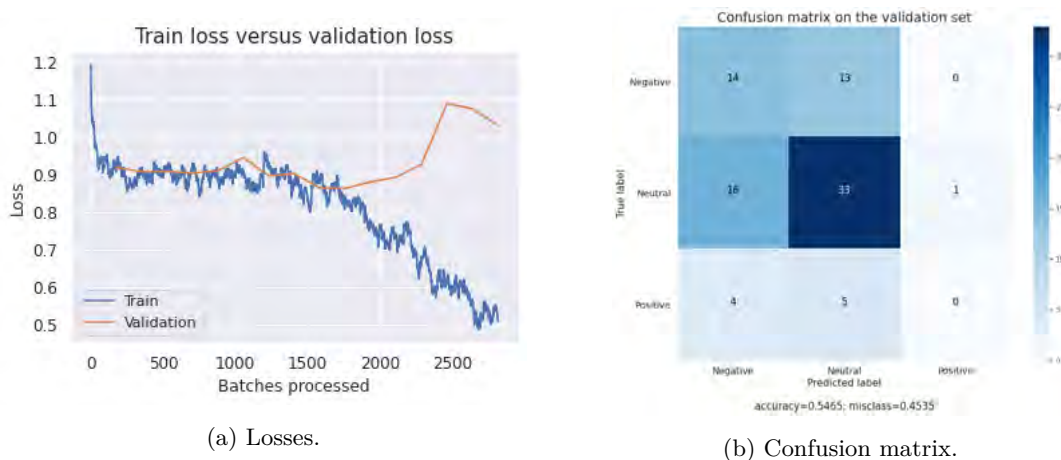 Train loss versus validation loss
1.2
1.1
1.0
0.9
0.8
0.7
0.6
0.5
Loss
Train
Validation
0 500 1000 1500 2000 2500
Batches processed
(a) Losses.
Confusion matrix on the validation set
True label
Negative 14 13 0
Neutral 16 33 1
Positive 4 5 0
Negative Neutral Positive
Predicted label
accuracy=0.5465; misclass=0.4535
(b) Confusion matrix.